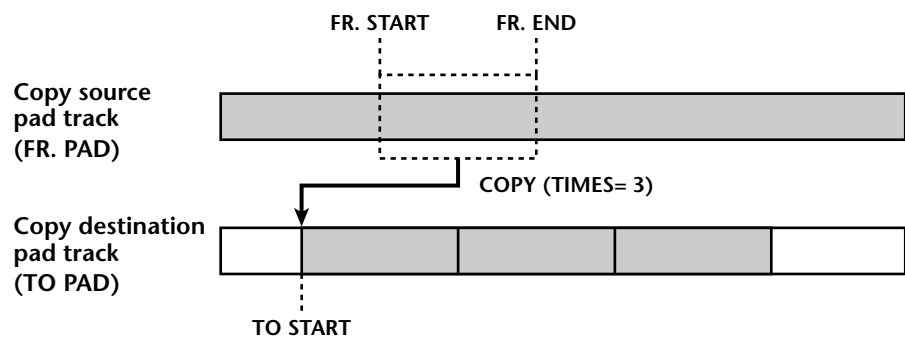 FR. START FR. END
Copy source
pad track
(FR. PAD)
COPY (TIMES= 3)
Copy destination
pad track
(TO PAD)
TO START